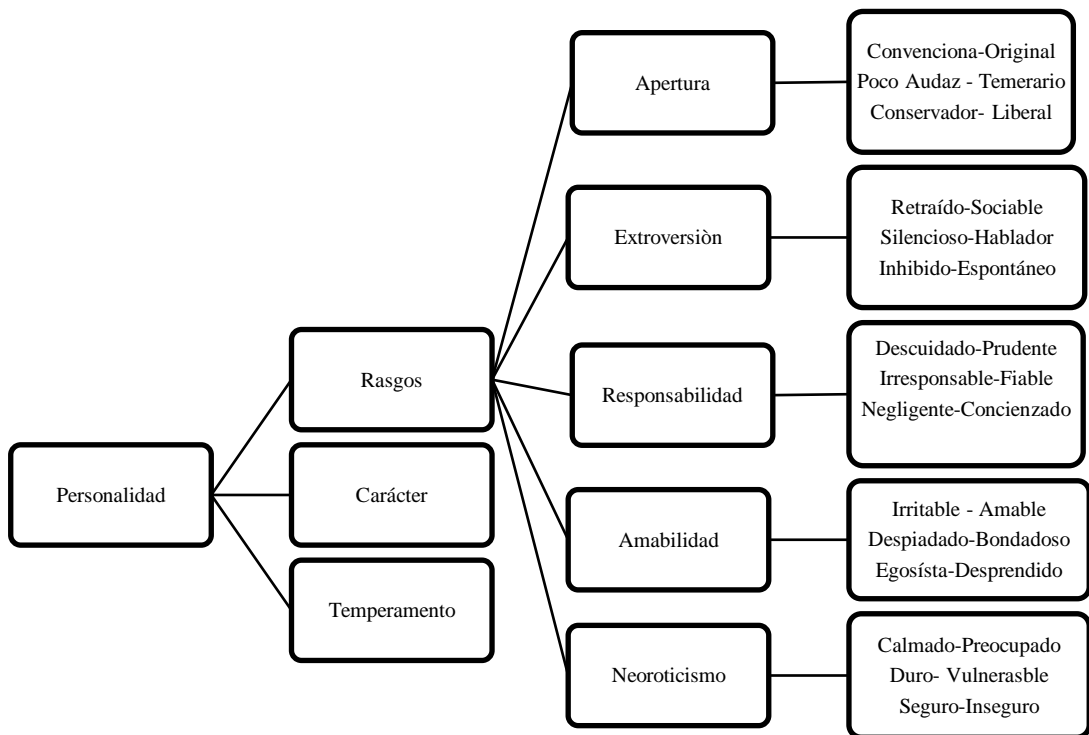 Personalidad
Rasgos
Carácter
Temperamento
Apertura
Convenciona-Original
Poco Audaz - Temerario
Conservador- Liberal
Extroversiòn
Retraído-Sociable
Silencioso-Hablador
Inhibido-Espontáneo
Responsabilidad
Descuidado-Prudente
Irresponsable-Fiable
Negligente-Concienzado
Amabilidad
Irritable - Amable
Despiadado-Bondadoso
Egosísta-Desprendido
Neoroticismo
Calmado-Preocupado
Duro- Vulnerasble
Seguro-Inseguro